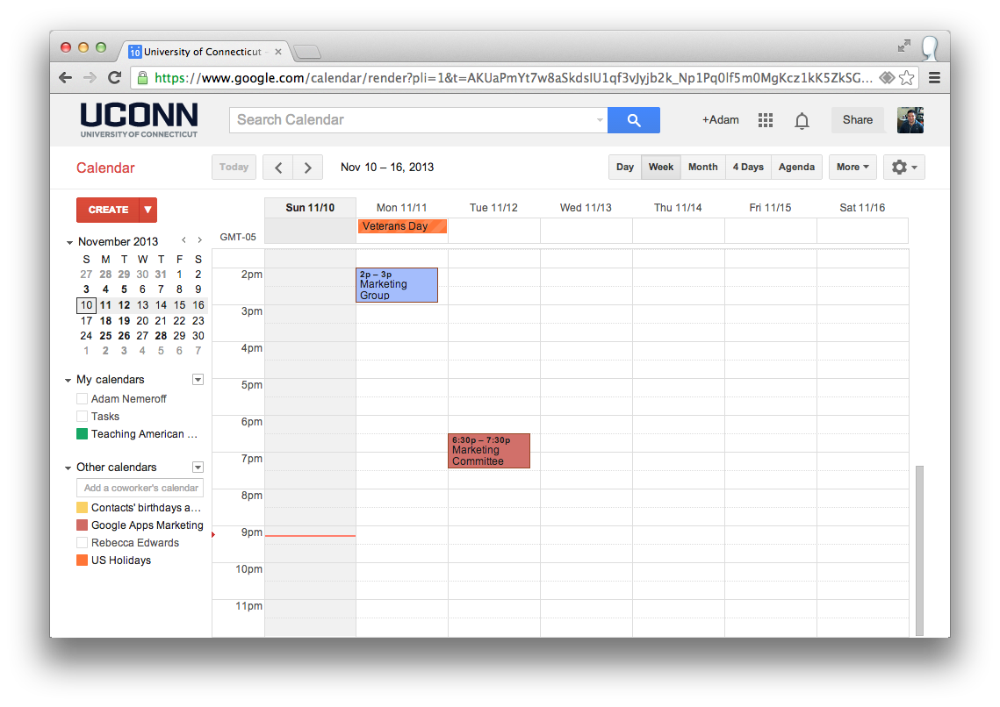 10 University of Connecticut -
https://www.google.com/calendar/render?pli=1&t=AKUaPmYt7w8aSkdsIU1qf3vJyjb2k_Np1Pq0lf5m0MgKcz1kK5ZkSG...
UCONN
UNIVERSITY OF CONNECTICUT
Search Calendar
+Adam
Share
Calendar
Today
Nov 10 – 16, 2013
Day Week Month 4 Days Agenda More
CREATE
Sun 11/10 Mon 11/11 Tue 11/12 Wed 11/13 Thu 11/14 Fri 11/15 Sat 11/16
GMT-05
Veterans Day
November 2013
S M T W T F S
27 28 29 30 31 1 2
3 4 5 6 7 8 9
10 11 12 13 14 15 16
17 18 19 20 21 22 23
24 25 26 27 28 29 30
1 2 3 4 5 6 7
My calendars
Adam Nemeroff
Tasks
Teaching American ...
Other calendars
Add a coworker's calendar
Contacts' birthdays a...
Google Apps Marketing
Rebecca Edwards
US Holidays
2pm
2p – 3p
Marketing
Group
3pm
4pm
5pm
6pm
6:30p – 7:30p
Marketing
Committee
7pm
8pm
9pm
10pm
11pm